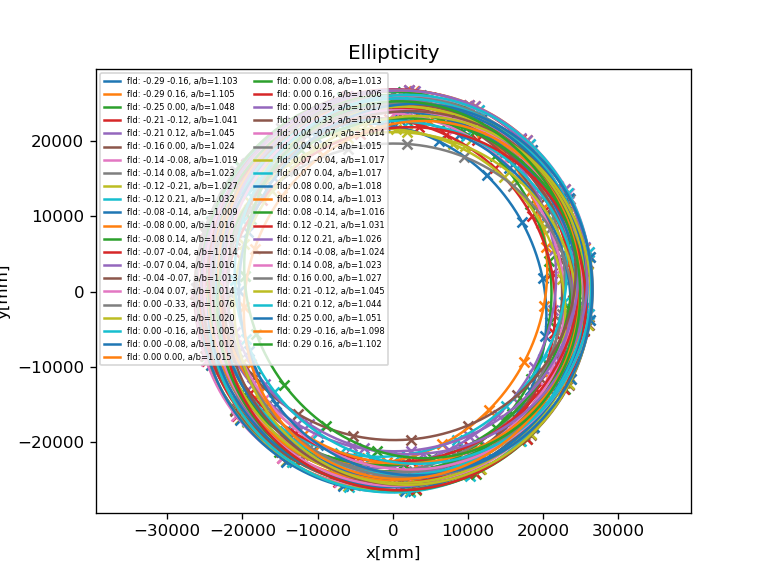 Ellipticity
fld: -0.29 -0.16, a/b=1.103
fld: -0.29 0.16, a/b=1.105
fld: -0.25 0.00, a/b=1.048
fld: -0.21 -0.12, a/b=1.041
fld: -0.21 0.12, a/b=1.045
fld: -0.16 0.00, a/b=1.024
fld: -0.14 -0.08, a/b=1.019
fld: -0.14 0.08, a/b=1.023
fld: -0.12 -0.21, a/b=1.027
fld: -0.12 0.21, a/b=1.032
fld: -0.08 -0.14, a/b=1.009
fld: -0.08 0.00, a/b=1.016
fld: -0.08 0.14, a/b=1.015
fld: -0.07 -0.04, a/b=1.014
fld: -0.07 0.04, a/b=1.016
fld: -0.04 -0.07, a/b=1.013
fld: -0.04 0.07, a/b=1.014
fld: 0.00 -0.33, a/b=1.076
fld: 0.00 -0.25, a/b=1.020
fld: 0.00 -0.16, a/b=1.005
fld: 0.00 -0.08, a/b=1.012
fld: 0.00 0.00, a/b=1.015
fld: 0.00 0.08, a/b=1.013
fld: 0.00 0.16, a/b=1.006
fld: 0.00 0.25, a/b=1.017
fld: 0.00 0.33, a/b=1.071
fld: 0.04 -0.07, a/b=1.014
fld: 0.04 0.07, a/b=1.015
fld: 0.07 -0.04, a/b=1.017
fld: 0.07 0.04, a/b=1.017
fld: 0.08 0.00, a/b=1.018
fld: 0.08 0.14, a/b=1.013
fld: 0.08 -0.14, a/b=1.016
fld: 0.12 -0.21, a/b=1.031
fld: 0.12 0.21, a/b=1.026
fld: 0.14 -0.08, a/b=1.024
fld: 0.14 0.08, a/b=1.023
fld: 0.16 0.00, a/b=1.027
fld: 0.21 -0.12, a/b=1.045
fld: 0.21 0.12, a/b=1.044
fld: 0.25 0.00, a/b=1.051
fld: 0.29 -0.16, a/b=1.098
fld: 0.29 0.16, a/b=1.102
20000
10000
0
−10000
−20000
y[mm]
−30000 −20000 −10000 0 10000 20000 30000
x[mm]